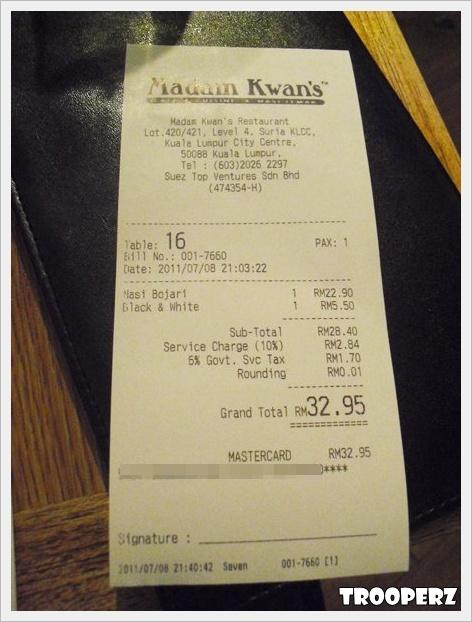 Madam Kwan's™
Madam Kwan's Restaurant
Lot.420/421, Level 4, Suria KLCC,
Kuala Lumpur City Centre,
50088 Kuala Lumpur,
Tel : (603)2026 2297
Suez Top Ventures Sdn Bhd
(474354-H)
Table: 16 PAX: 1
Bill No.: 001-7660
Date: 2011/07/08 21:03:22
Nasi Bojari 1 RM22.90
Black & White 1 RM5.50
Sub-Total RM28.40
Service Charge (10%) RM2.84
6% Govt. Svc Tax RM1.70
Rounding RM0.01
Grand Total RM32.95
MASTERCARD RM32.95
****
Signature :
2011/07/08 21:40:42 Seven 001-7660 [1]
TROOPERZ